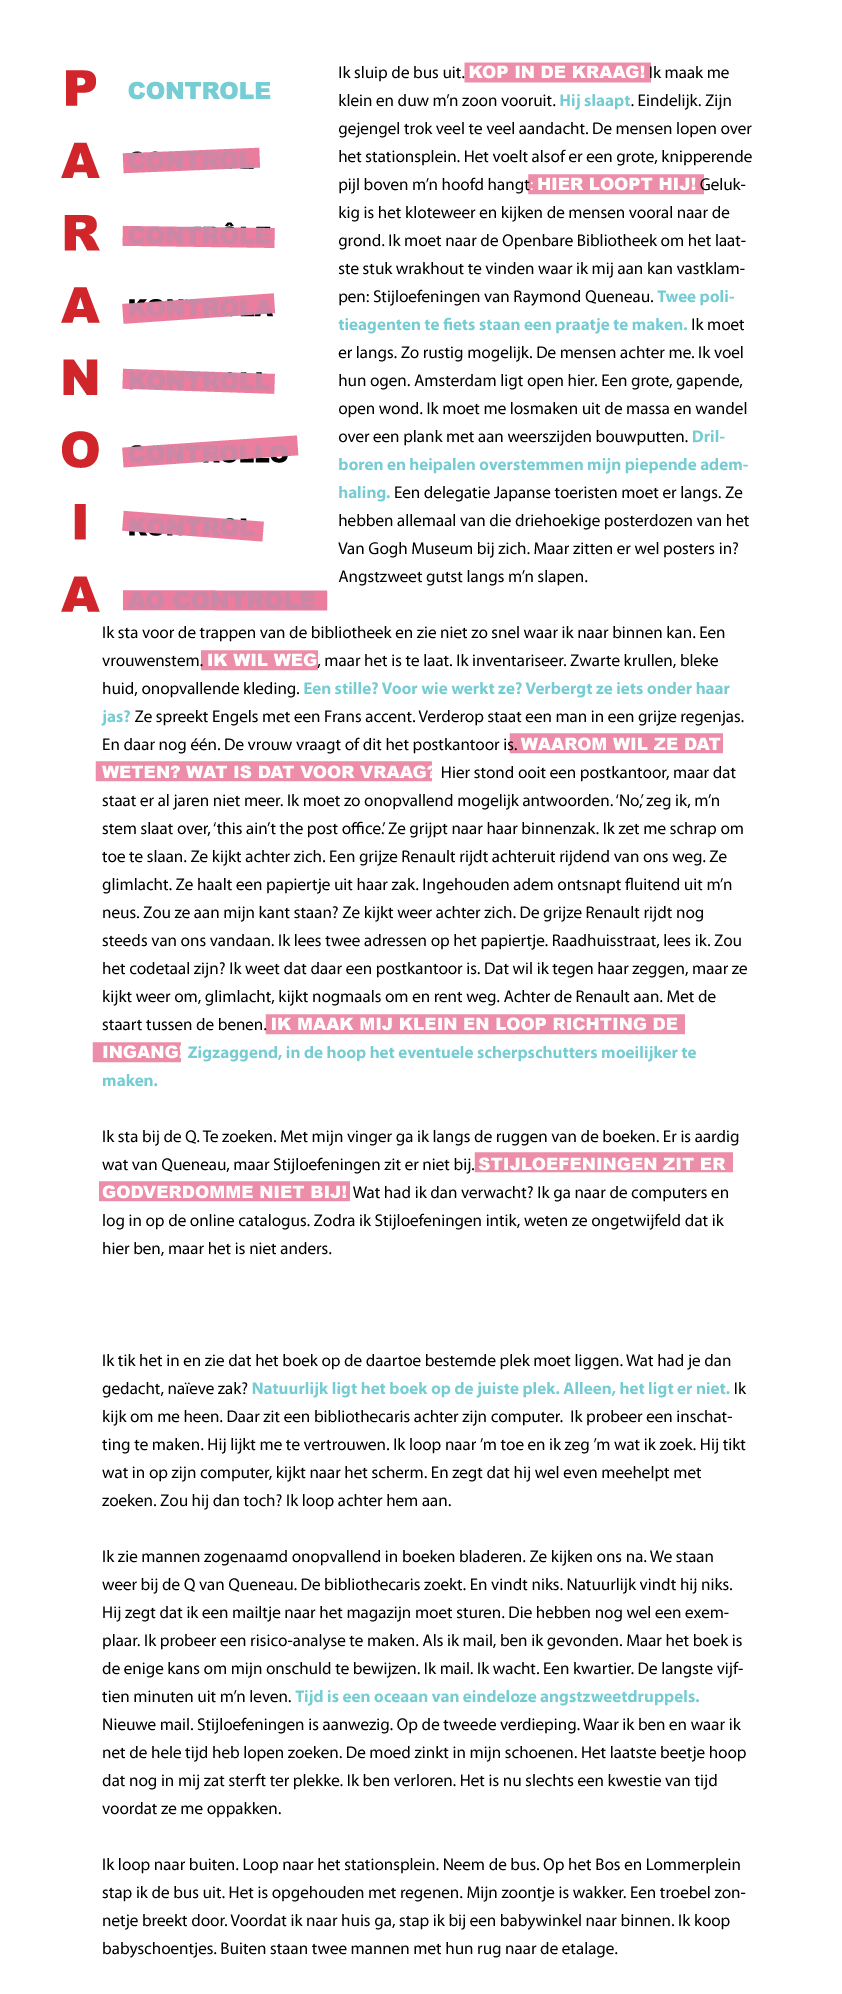 P
A
R
A
N
O
I
A
CONTROLE
CONTROL
CONTRÔLE
KONTROLA
KONTROLL
CONTROLLO
KONTROL
AO CONTROLE
Ik sluip de bus uit. KOP IN DE KRAAG! Ik maak me
klein en duw m’n zoon vooruit. Hij slaapt. Eindelijk. Zijn
gejengel trok veel te veel aandacht. De mensen lopen over
het stationsplein. Het voelt alsof er een grote, knipperende
pijl boven m’n hoofd hangt: HIER LOOPT HIJ! Geluk-
kig is het kloteweer en kijken de mensen vooral naar de
grond. Ik moet naar de Openbare Bibliotheek om het laat-
ste stuk wrakhout te vinden waar ik mij aan kan vastklam-
pen: Stijloefeningen van Raymond Queneau. Twee poli-
tieagenten te fiets staan een praatje te maken. Ik moet
er langs. Zo rustig mogelijk. De mensen achter me. Ik voel
hun ogen. Amsterdam ligt open hier. Een grote, gapende,
open wond. Ik moet me losmaken uit de massa en wandel
over een plank met aan weerszijden bouwputten. Dril-
boren en heipalen overstemmen mijn piepende adem-
haling. Een delegatie Japanse toeristen moet er langs. Ze
hebben allemaal van die driehoekige posterdozen van het
Van Gogh Museum bij zich. Maar zitten er wel posters in?
Angstzweet gutst langs m’n slapen.
Ik sta voor de trappen van de bibliotheek en zie niet zo snel waar ik naar binnen kan. Een
vrouwenstem. IK WIL WEG, maar het is te laat. Ik inventariseer. Zwarte krullen, bleke
huid, onopvallende kleding. Een stille? Voor wie werkt ze? Verbergt ze iets onder haar
jas? Ze spreekt Engels met een Frans accent. Verderop staat een man in een grijze regenjas.
En daar nog één. De vrouw vraagt of dit het postkantoor is. WAAROM WIL ZE DAT
WETEN? WAT IS DAT VOOR VRAAG? Hier stond ooit een postkantoor, maar dat
staat er al jaren niet meer. Ik moet zo onopvallend mogelijk antwoorden. ‘No,’ zeg ik, m’n
stem slaat over, ‘this ain’t the post office.’ Ze grijpt naar haar binnenzak. Ik zet me schrap om
toe te slaan. Ze kijkt achter zich. Een grijze Renault rijdt achteruit rijdend van ons weg. Ze
glimlacht. Ze haalt een papiertje uit haar zak. Ingehouden adem ontsnapt fluitend uit m’n
neus. Zou ze aan mijn kant staan? Ze kijkt weer achter zich. De grijze Renault rijdt nog
steeds van ons vandaan. Ik lees twee adressen op het papiertje. Raadhuisstraat, lees ik. Zou
het codetaal zijn? Ik weet dat daar een postkantoor is. Dat wil ik tegen haar zeggen, maar ze
kijkt weer om, glimlacht, kijkt nogmaals om en rent weg. Achter de Renault aan. Met de
staart tussen de benen. IK MAAK MIJ KLEIN EN LOOP RICHTING DE
INGANG. Zigzaggend, in de hoop het eventuele scherpschutters moeilijker te
maken.
Ik sta bij de Q. Te zoeken. Met mijn vinger ga ik langs de ruggen van de boeken. Er is aardig
wat van Queneau, maar Stijloefeningen zit er niet bij. STIJLOEFENINGEN ZIT ER
GODVERDOMME NIET BIJ! Wat had ik dan verwacht? Ik ga naar de computers en
log in op de online catalogus. Zodra ik Stijloefeningen intik, weten ze ongetwijfeld dat ik
hier ben, maar het is niet anders.
Ik tik het in en zie dat het boek op de daartoe bestemde plek moet liggen. Wat had je dan
gedacht, naïeve zak? Natuurlijk ligt het boek op de juiste plek. Alleen, het ligt er niet. Ik
kijk om me heen. Daar zit een bibliothecaris achter zijn computer. Ik probeer een inschat-
ting te maken. Hij lijkt me te vertrouwen. Ik loop naar ’m toe en ik zeg ’m wat ik zoek. Hij tikt
wat in op zijn computer, kijkt naar het scherm. En zegt dat hij wel even meehelpt met
zoeken. Zou hij dan toch? Ik loop achter hem aan.
Ik zie mannen zogenaamd onopvallend in boeken bladeren. Ze kijken ons na. We staan
weer bij de Q van Queneau. De bibliothecaris zoekt. En vindt niks. Natuurlijk vindt hij niks.
Hij zegt dat ik een mailtje naar het magazijn moet sturen. Die hebben nog wel een exem-
plaar. Ik probeer een risico-analyse te maken. Als ik mail, ben ik gevonden. Maar het boek is
de enige kans om mijn onschuld te bewijzen. Ik mail. Ik wacht. Een kwartier. De langste vijf-
tien minuten uit m’n leven. Tijd is een oceaan van eindeloze angstzweetdruppels.
Nieuwe mail. Stijloefeningen is aanwezig. Op de tweede verdieping. Waar ik ben en waar ik
net de hele tijd heb lopen zoeken. De moed zinkt in mijn schoenen. Het laatste beetje hoop
dat nog in mij zat sterft ter plekke. Ik ben verloren. Het is nu slechts een kwestie van tijd
voordat ze me oppakken.
Ik loop naar buiten. Loop naar het stationsplein. Neem de bus. Op het Bos en Lommerplein
stap ik de bus uit. Het is opgehouden met regenen. Mijn zoontje is wakker. Een troebel zon-
netje breekt door. Voordat ik naar huis ga, stap ik bij een babywinkel naar binnen. Ik koop
babyschoentjes. Buiten staan twee mannen met hun rug naar de etalage.